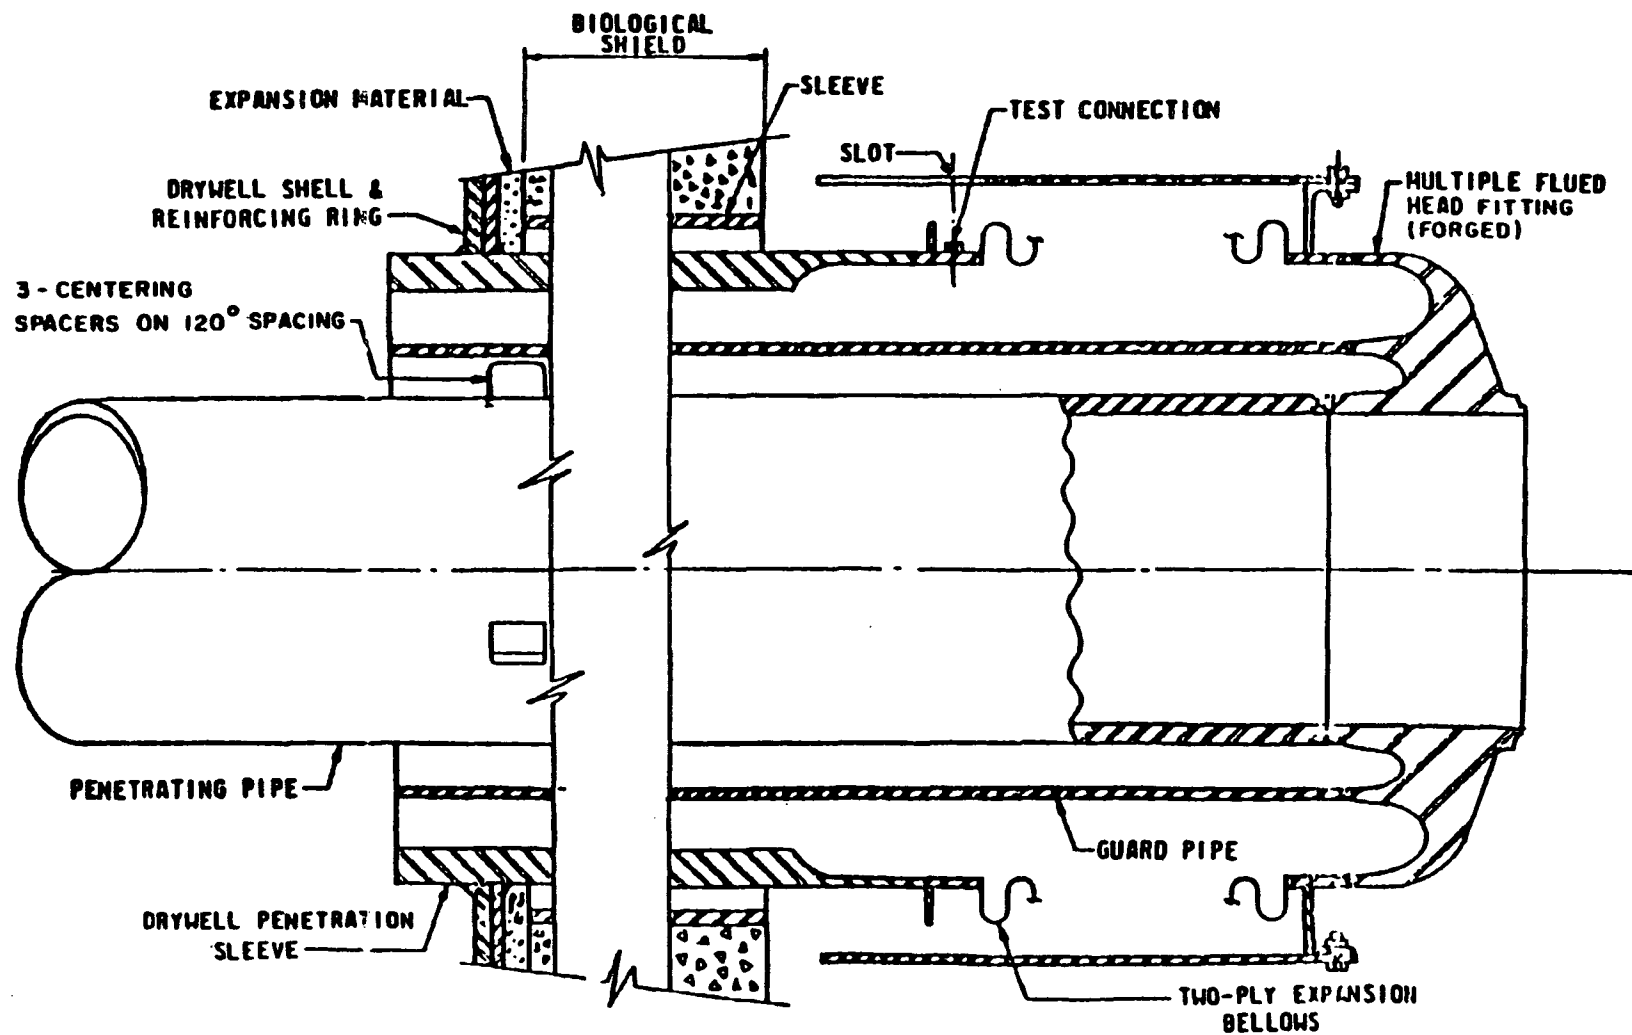 BIOLOGICAL
SHIELD
EXPANSION MATERIAL
SLEEVE
TEST CONNECTION
SLOT
DRYWELL SHELL &
REINFORCING RING
MULTIPLE FLUED
HEAD FITTING
(FORGED)
3 - CENTERING
SPACERS ON 120° SPACING
PENETRATING PIPE
GUARD PIPE
DRYWELL PENETRATION
SLEEVE
TWO-PLY EXPANSION
BELLOWS